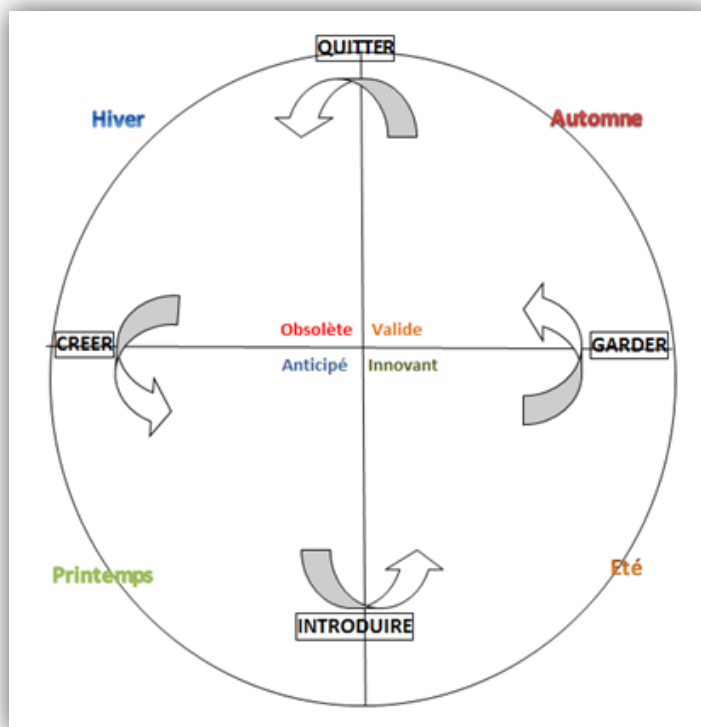 QUITTER
Hiver
Automne
Obsolète
Valide
CREER
GARDER
Anticipé
Innovant
Printemps
Eté
INTRODUIRE